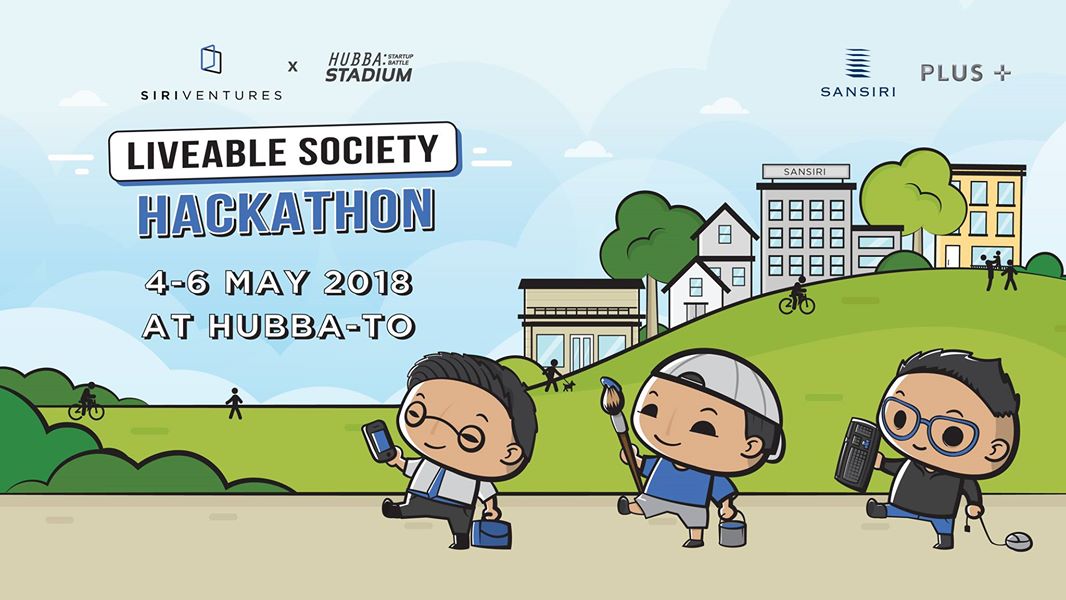 SIRIVENTURES
x
HUBBA: STARTUP BATTLE
STADIUM
SANSIRI
PLUS +
LIVEABLE SOCIETY
HACKATHON
4-6 MAY 2018
AT HUBBA-TO
SANSIRI